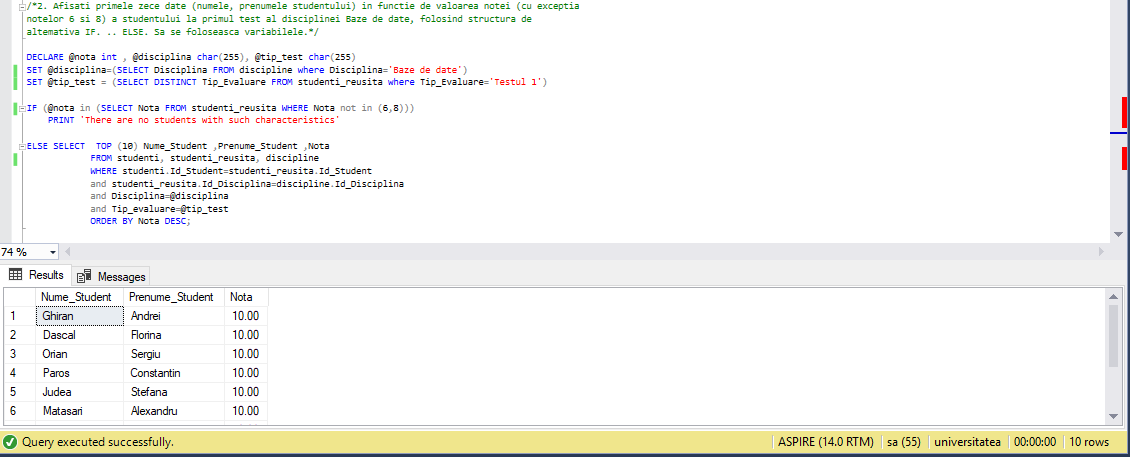 /*2. Afisati primele zece date (numele, prenumele studentului) in functie de valoarea notei (cu exceptia
notelor 6 si 8) a studentului la primul test al disciplinei Baze de date, folosind structura de
altemativa IF. .. ELSE. Sa se foloseasca variabilele.*/
DECLARE @nota int , @disciplina char(255), @tip_test char(255)
SET @disciplina=(SELECT Disciplina FROM discipline where Disciplina='Baze de date')
SET @tip_test = (SELECT DISTINCT Tip_Evaluare FROM studenti_reusita where Tip_Evaluare='Testul 1')
IF (@nota in (SELECT Nota FROM studenti_reusita WHERE Nota not in (6,8)))
PRINT 'There are no students with such characteristics'
ELSE SELECT TOP (10) Nume_Student ,Prenume_Student ,Nota
FROM studenti, studenti_reusita, discipline
WHERE studenti.Id_Student=studenti_reusita.Id_Student
and studenti_reusita.Id_Disciplina=discipline.Id_Disciplina
and Disciplina=@disciplina
and Tip_evaluare=@tip_test
ORDER BY Nota DESC;
74 %
Results Messages
Nume_Student Prenume_Student Nota
1 Ghiran Andrei 10.00
2 Dascal Florina 10.00
3 Orian Sergiu 10.00
4 Paros Constantin 10.00
5 Judea Stefana 10.00
6 Matasari Alexandru 10.00
Query executed successfully. ASPIRE (14.0 RTM) sa (55) universitatea 00:00:00 10 rows